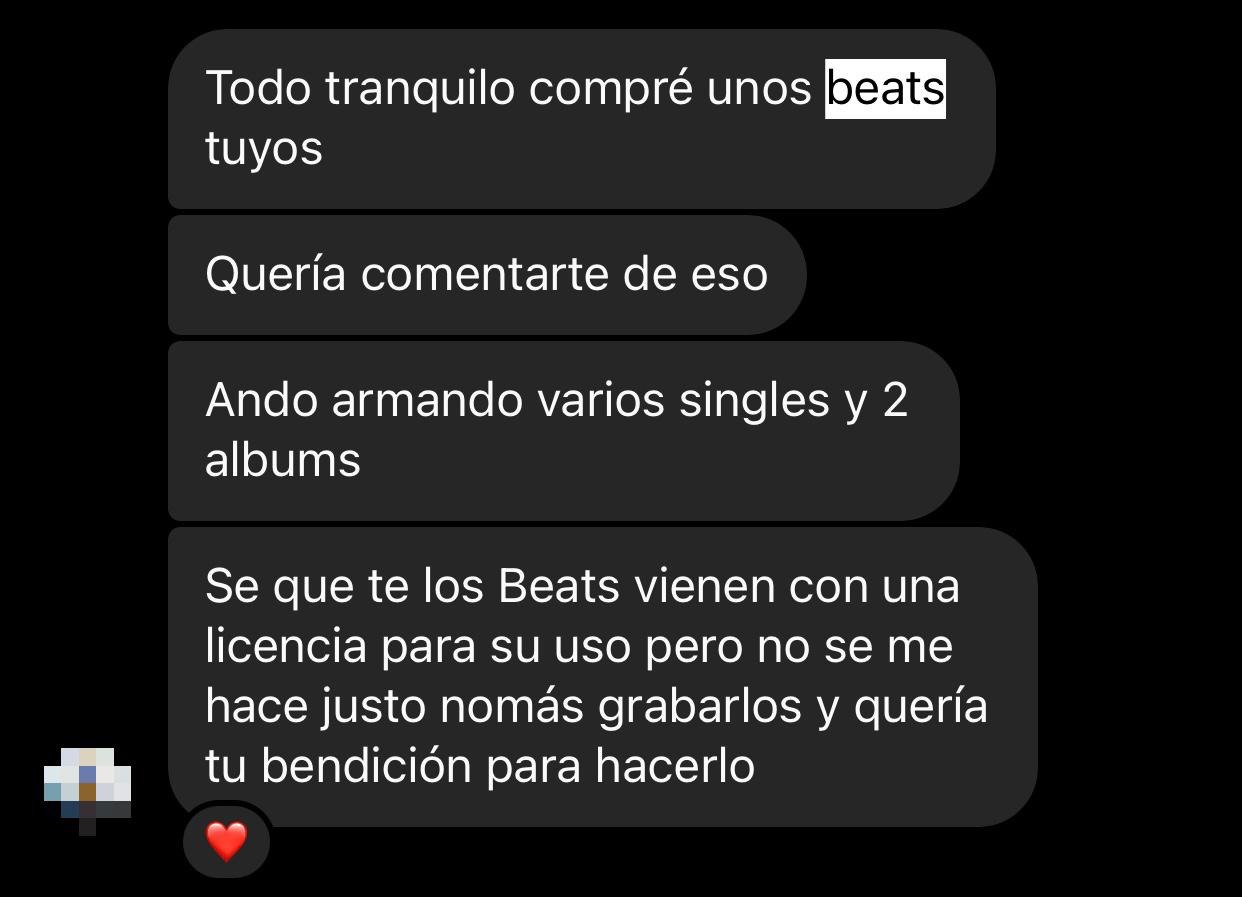 Todo tranquilo compré unos beats
tuyos
Quería comentarte de eso
Ando armando varios singles y 2
albums
Se que te los Beats vienen con una
licencia para su uso pero no se me
hace justo nomás grabarlos y quería
tu bendición para hacerlo